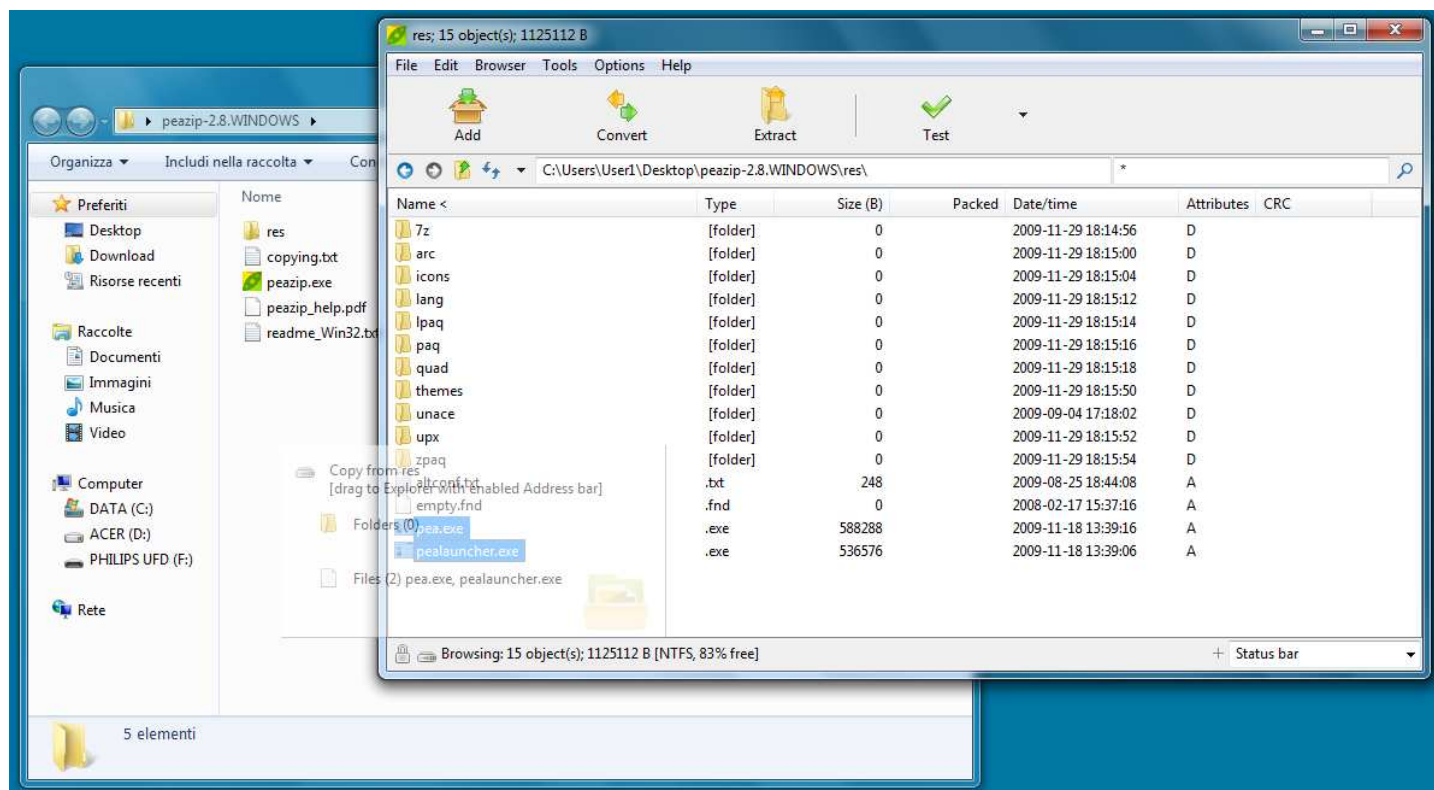 res; 15 object(s); 1125112 B
File Edit Browser Tools Options Help
Add Convert Extract Test
C:\Users\User1\Desktop\peazip-2.8.WINDOWS\res\ *
Name < Type Size (B) Packed Date/time Attributes CRC
7z [folder] 0 2009-11-29 18:14:56 D
arc [folder] 0 2009-11-29 18:15:00 D
icons [folder] 0 2009-11-29 18:15:04 D
lang [folder] 0 2009-11-29 18:15:12 D
lpaq [folder] 0 2009-11-29 18:15:14 D
paq [folder] 0 2009-11-29 18:15:16 D
quad [folder] 0 2009-11-29 18:15:18 D
themes [folder] 0 2009-11-29 18:15:50 D
unace [folder] 0 2009-09-04 17:18:02 D
upx [folder] 0 2009-11-29 18:15:52 D
zpaq [folder] 0 2009-11-29 18:15:54 D
altconf.txt .txt 248 2009-08-25 18:44:08 A
empty.fnd .fnd 0 2008-02-17 15:37:16 A
pea.exe .exe 588288 2009-11-18 13:39:16 A
pealauncher.exe .exe 536576 2009-11-18 13:39:06 A
Browsing: 15 object(s); 1125112 B [NTFS, 83% free] + Status bar
peazip-2.8.WINDOWS
Organizza Includi nella raccolta Con
Preferiti
Desktop
Download
Risorse recenti
Raccolte
Documenti
Immagini
Musica
Video
Computer
DATA (C:)
ACER (D:)
PHILIPS UFD (F:)
Rete
Nome
res
copying.txt
peazip.exe
peazip_help.pdf
readme_Win32.txt
Copy from res
[drag to Explorer with enabled Address bar]
Folders (0)
Files (2) pea.exe, pealauncher.exe
5 elementi